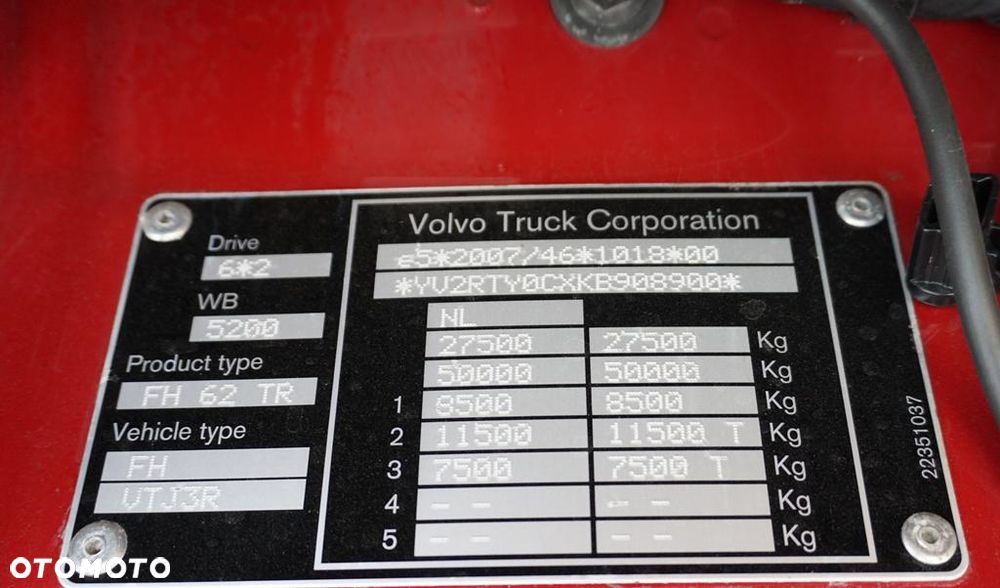 Drive
6*2
WB
5200
Product type
FH 62 TR
Vehicle type
FH
VTJ3R
Volvo Truck Corporation
e5*2007/46*1018*00
*YV2RTY0CXKB908900*
NL
27500 27500 Kg
50000 50000 Kg
1 8500 8500 Kg
2 11500 11500 T Kg
3 7500 7500 T Kg
4 -- -- Kg
5 -- -- Kg
22351037
OTOMOTO